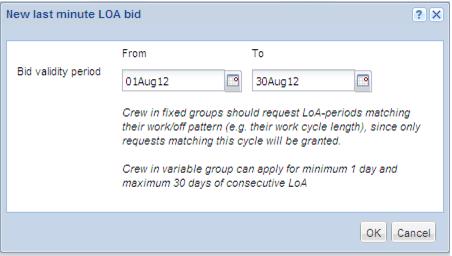 New last minute LOA bid
? X
From To
Bid validity period 01Aug12 30Aug12
Crew in fixed groups should request LoA-periods matching
their work/off pattern (e.g. their work cycle length), since only
requests matching this cycle will be granted.
Crew in variable group can apply for minimum 1 day and
maximum 30 days of consecutive LoA
OK Cancel